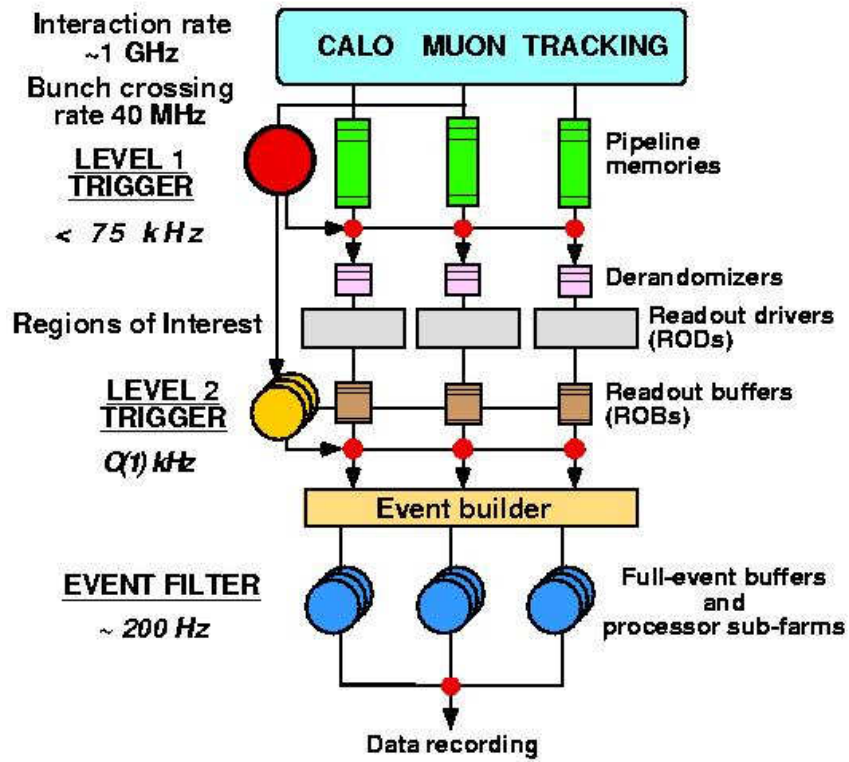 Interaction rate
~1 GHz
CALO MUON TRACKING
Bunch crossing
rate 40 MHz
LEVEL 1
TRIGGER
< 75 kHz
Pipeline
memories
Derandomizers
Regions of Interest
Readout drivers
(RODs)
LEVEL 2
TRIGGER
O(1) kHz
Readout buffers
(ROBs)
Event builder
EVENT FILTER
~ 200 Hz
Full-event buffers
and
processor sub-farms
Data recording